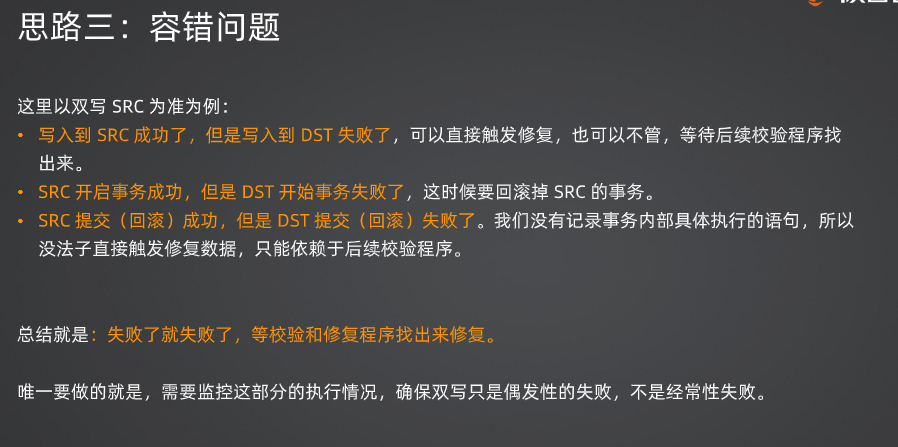 思路三：容错问题
这里以双写 SRC 为准为例：
• 写入到 SRC 成功了，但是写入到 DST 失败了，可以直接触发修复，也可以不管，等待后续校验程序找
出来。
• SRC 开启事务成功，但是 DST 开始事务失败了，这时候要回滚掉 SRC 的事务。
• SRC 提交（回滚）成功，但是 DST 提交（回滚）失败了。我们没有记录事务内部具体执行的语句，所以
没法子直接触发修复数据，只能依赖于后续校验程序。
总结就是：失败了就失败了，等校验和修复程序找出来修复。
唯一要做的就是，需要监控这部分的执行情况，确保双写只是偶发性的失败，不是经常性失败。